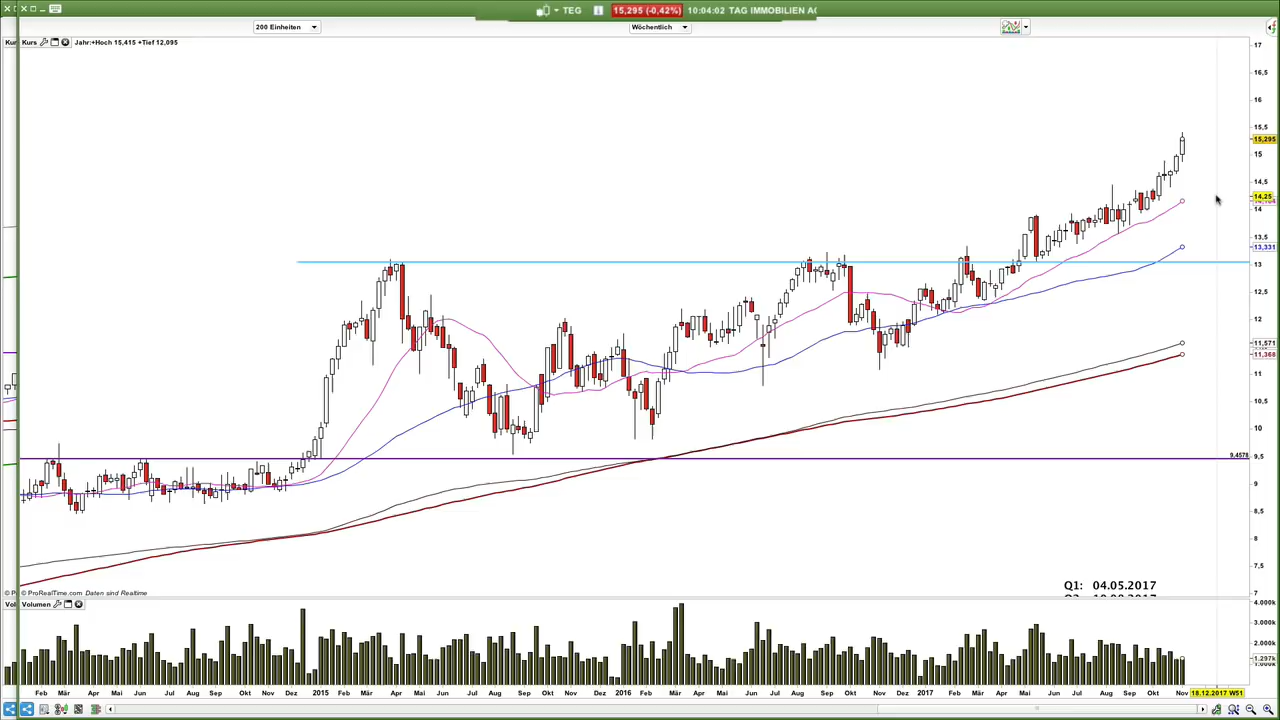 TEG 15,295 (-0,42%) 10:04:02 TAG IMMOBILIEN AG
200 Einheiten Wöchentlich
Kurs Jahr:+Hoch 15,415 +Tief 12,095
17
16,5
16
15,5
15,295
15
14,5
14,25
14
13,5
13,331
13
12,5
12
11,571
11,368
11
10,5
10
9,4578 9,5
9
8,5
8
7,5
7
Q1: 04.05.2017
© ProRealTime.com Daten sind Realtime
Volumen
4.000k
3.000k
2.000k
1.297k
1.000k
Feb Mär Apr Mai Jun Jul Aug Sep Okt Nov Dez 2015 Feb Mär Apr Mai Jun Jul Aug Sep Okt Nov Dez 2016 Feb Mär Apr Mai Jun Jul Aug Sep Okt Nov Dez 2017 Feb Mär Apr Mai Jun Jul Aug Sep Okt Nov 18.12.2017 W51